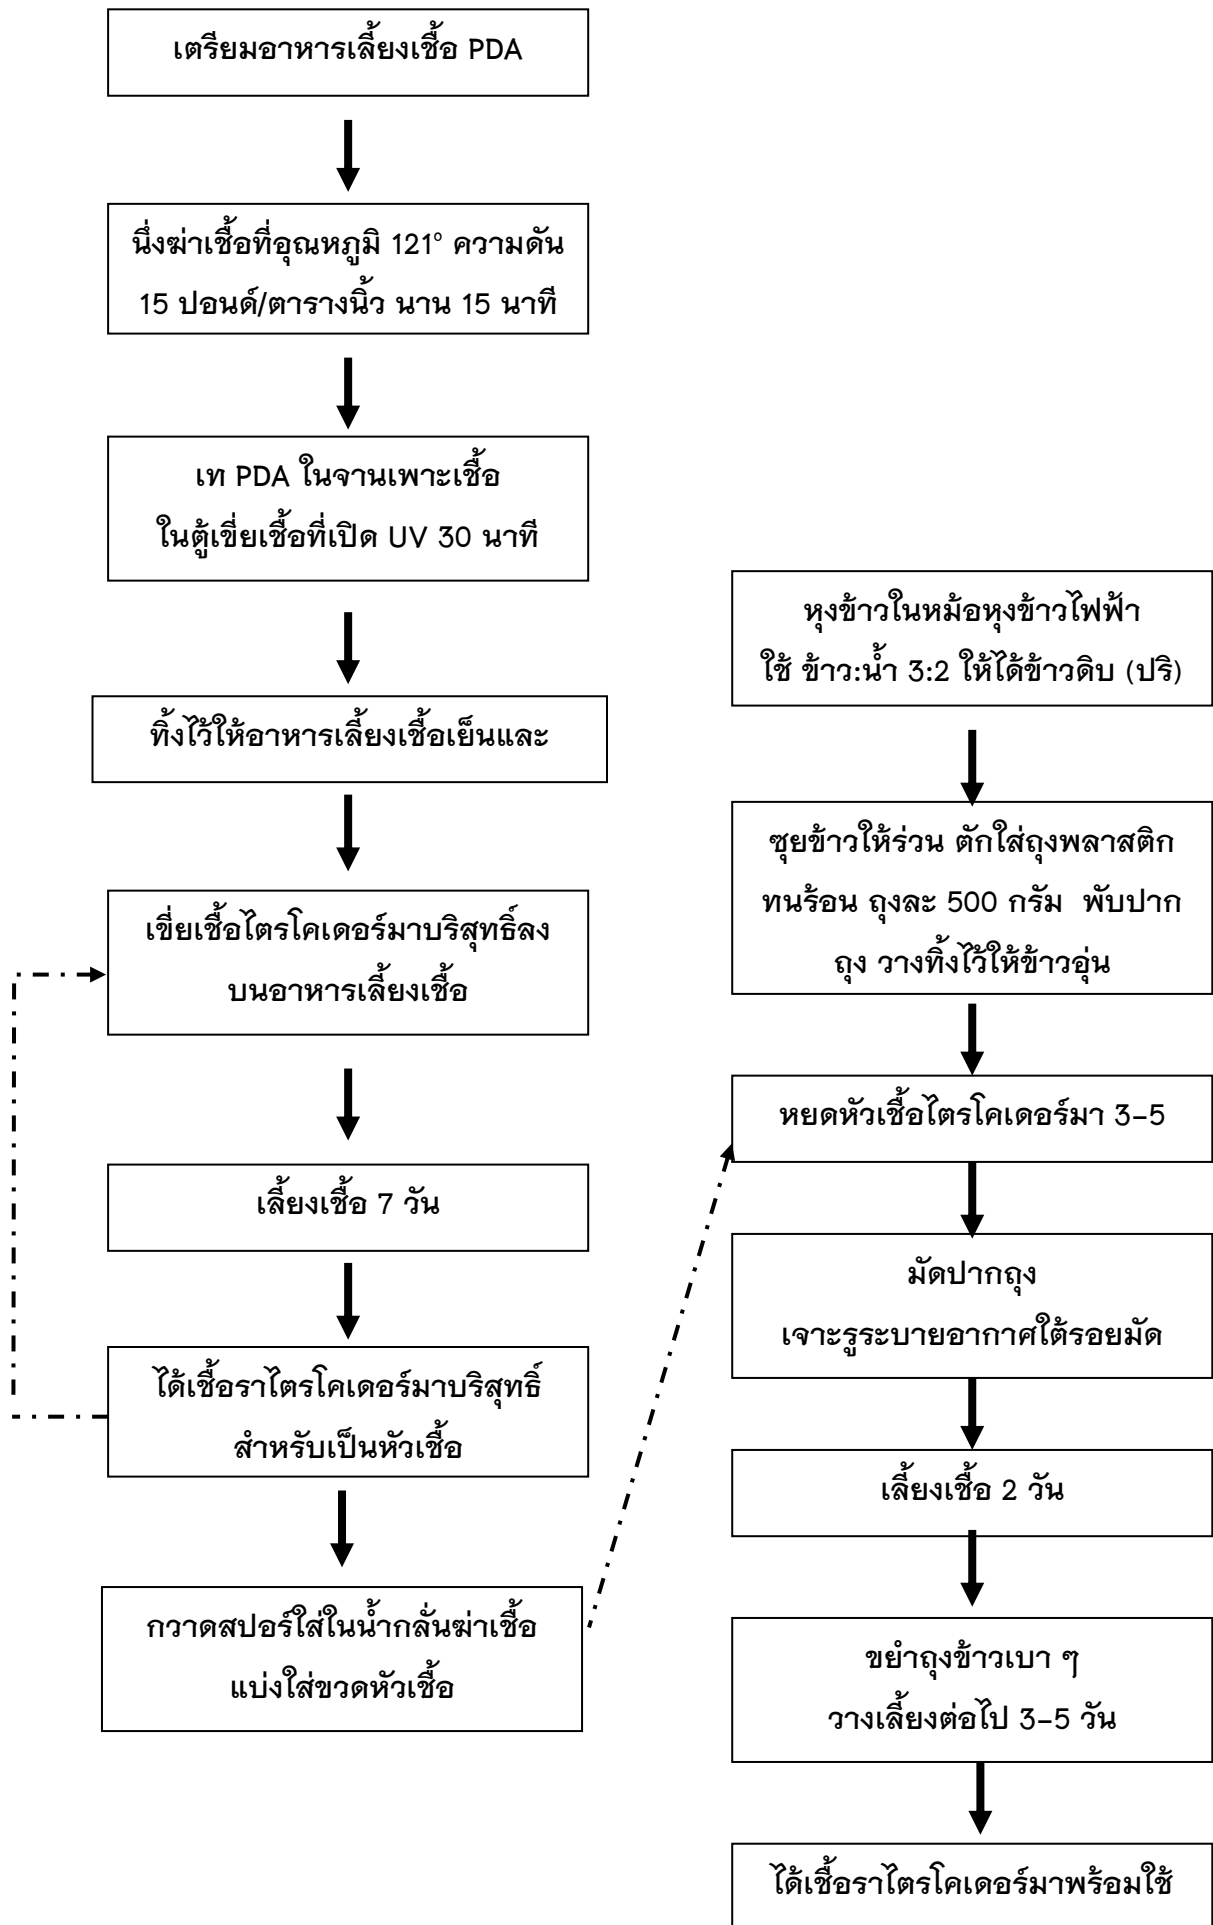 เตรียมอาหารเลี้ยงเชื้อ PDA
นึ่งฆ่าเชื้อที่อุณหภูมิ 121° ความดัน
15 ปอนด์/ตารางนิ้ว นาน 15 นาที
เท PDA ในจานเพาะเชื้อ
ในตู้เขี่ยเชื้อที่เปิด UV 30 นาที
ทิ้งไว้ให้อาหารเลี้ยงเชื้อเย็นและ
เขี่ยเชื้อไตรโคเดอร์มาบริสุทธิ์ลง
บนอาหารเลี้ยงเชื้อ
เลี้ยงเชื้อ 7 วัน
ได้เชื้อราไตรโคเดอร์มาบริสุทธิ์
สำหรับเป็นหัวเชื้อ
กวาดสปอร์ใส่ในน้ำกลั่นฆ่าเชื้อ
แบ่งใส่ขวดหัวเชื้อ
หุงข้าวในหม้อหุงข้าวไฟฟ้า
ใช้ ข้าว:น้ำ 3:2 ให้ได้ข้าวดิบ (ปริ)
ซุยข้าวให้ร่วน ตักใส่ถุงพลาสติก
ทนร้อน ถุงละ 500 กรัม พับปาก
ถุง วางทิ้งไว้ให้ข้าวอุ่น
หยดหัวเชื้อไตรโคเดอร์มา 3-5
มัดปากถุง
เจาะรูระบายอากาศใต้รอยมัด
เลี้ยงเชื้อ 2 วัน
ขยำถุงข้าวเบา ๆ
วางเลี้ยงต่อไป 3-5 วัน
ได้เชื้อราไตรโคเดอร์มาพร้อมใช้